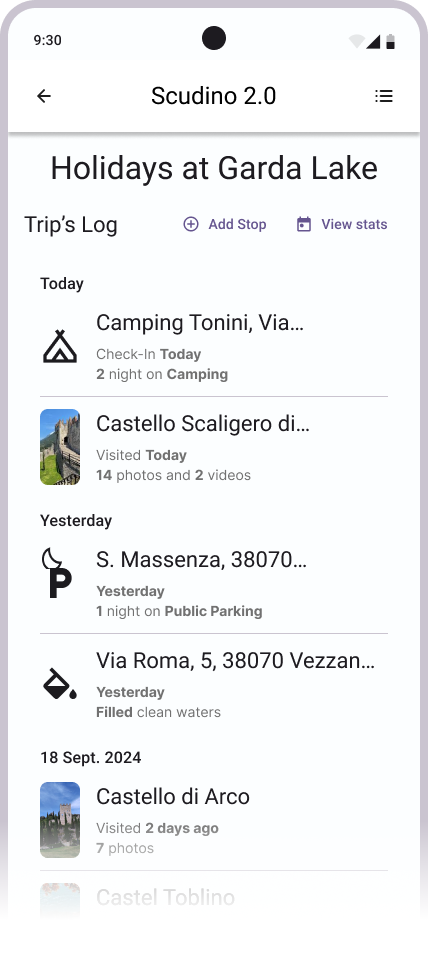 9:30
Scudino 2.0
Holidays at Garda Lake
Trip’s Log
Add Stop
View stats
Today
Camping Tonini, Via...
Check-In Today
2 night on Camping
Castello Scaligero di...
Visited Today
14 photos and 2 videos
Yesterday
S. Massenza, 38070...
Yesterday
1 night on Public Parking
P
Via Roma, 5, 38070 Vezzan...
Yesterday
Filled clean waters
18 Sept. 2024
Castello di Arco
Visited 2 days ago
7 photos
Castel Toblino